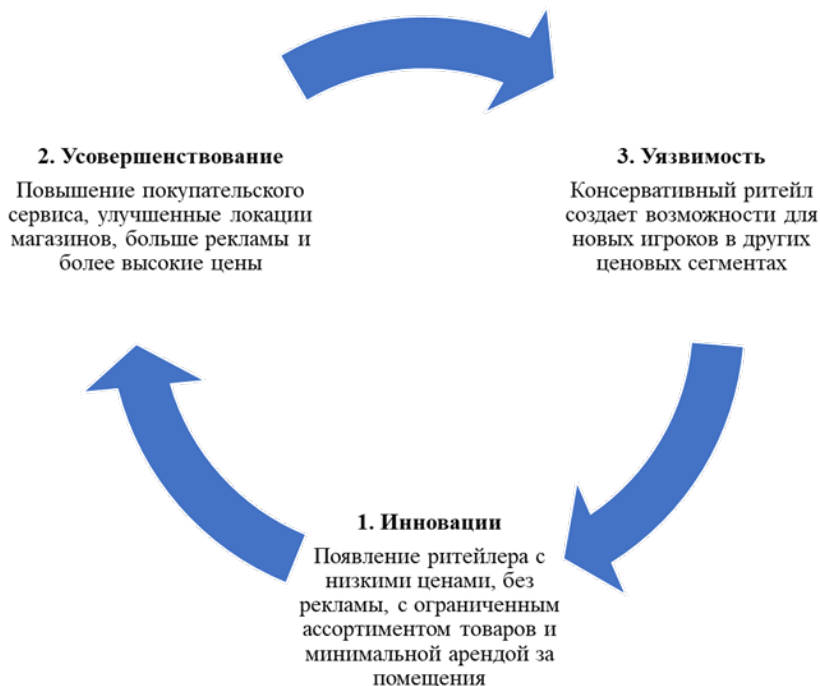 2. Усовершенствование
Повышение покупательского
сервиса, улучшенные локации
магазинов, больше рекламы и
более высокие цены
3. Уязвимость
Консервативный ритейл
создает возможности для
новых игроков в других
ценовых сегментах
1. Инновации
Появление ритейлера с
низкими ценами, без
рекламы, с ограниченным
ассортиментом товаров и
минимальной арендой за
помещения